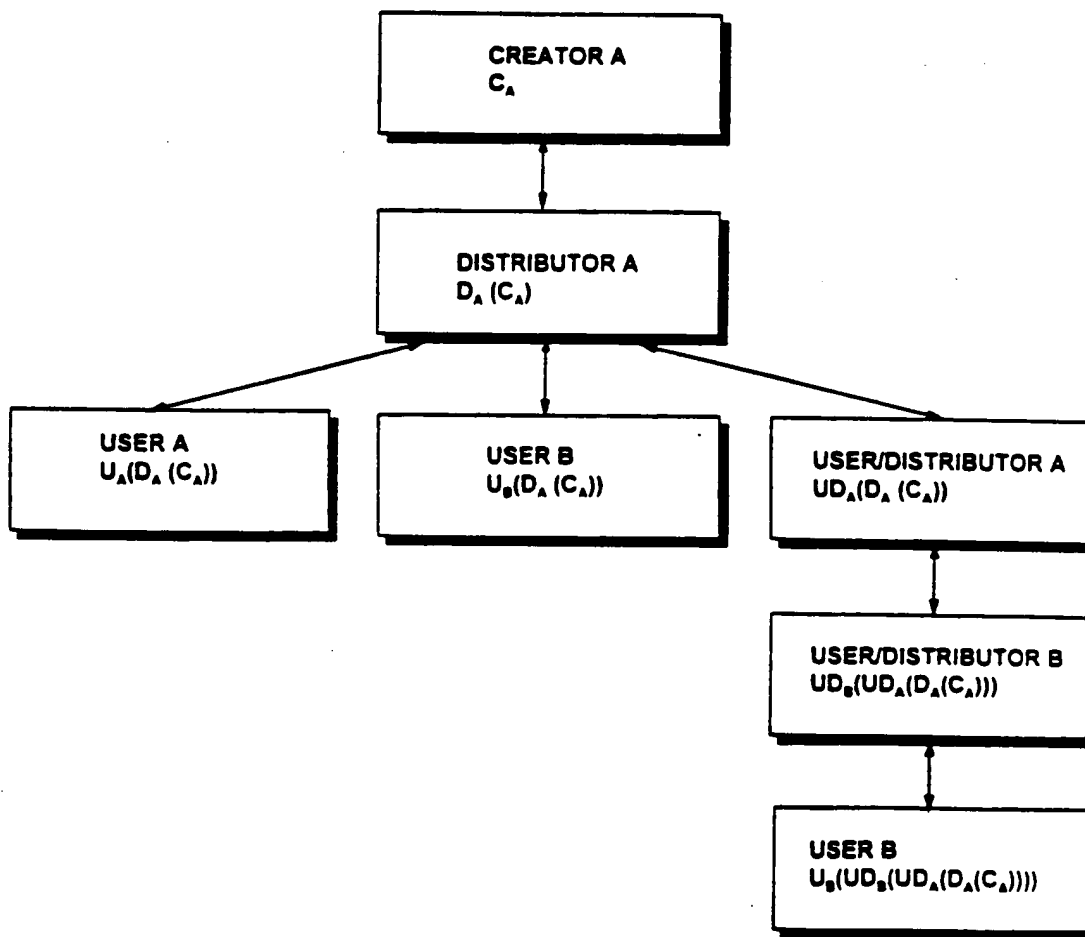 CREATOR A
C_A
DISTRIBUTOR A
D_A (C_A)
USER A
U_A(D_A (C_A))
USER B
U_B(D_A (C_A))
USER/DISTRIBUTOR A
UD_A(D_A (C_A))
USER/DISTRIBUTOR B
UD_B(UD_A(D_A(C_A)))
USER B
U_B(UD_B(UD_A(D_A(C_A))))